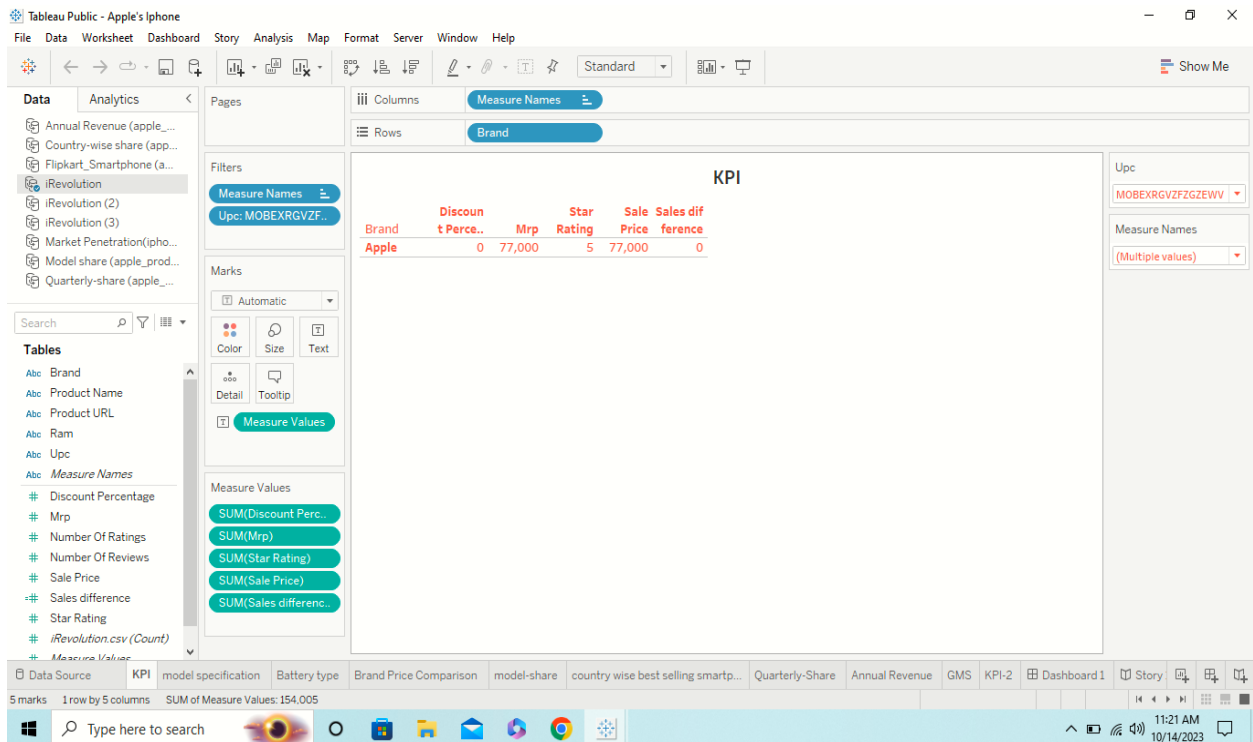 Tableau Public - Apple's Iphone
File Data Worksheet Dashboard Story Analysis Map Format Server Window Help
Standard
Show Me
Data Analytics
Annual Revenue (apple_...
Country-wise share (app...
Flipkart_Smartphone (a...
iRevolution
iRevolution (2)
iRevolution (3)
Market Penetration(ipho...
Model share (apple_prod...
Quarterly-share (apple_...
Search
Tables
Abc Brand
Abc Product Name
Abc Product URL
Abc Ram
Abc Upc
Abc Measure Names
# Discount Percentage
# Mrp
# Number Of Ratings
# Number Of Reviews
# Sale Price
=# Sales difference
# Star Rating
# iRevolution.csv (Count)
# Measure Values
Pages
Filters
Measure Names
Upc: MOBEXRGVZF..
Marks
T Automatic
Color Size Text
Detail Tooltip
T Measure Values
Measure Values
SUM(Discount Perc..
SUM(Mrp)
SUM(Star Rating)
SUM(Sale Price)
SUM(Sales differenc..
Columns Measure Names
Rows Brand
KPI
Discoun Star Sale Sales dif
Brand t Perce.. Mrp Rating Price ference
Apple 0 77,000 5 77,000 0
Upc
MOBEXRGVZFZGZEWV
Measure Names
(Multiple values)
Data Source KPI model specification Battery type Brand Price Comparison model-share country wise best selling smartp... Quarterly-Share Annual Revenue GMS KPI-2 Dashboard 1 Story
5 marks 1 row by 5 columns SUM of Measure Values: 154,005
Type here to search
11:21 AM
10/14/2023